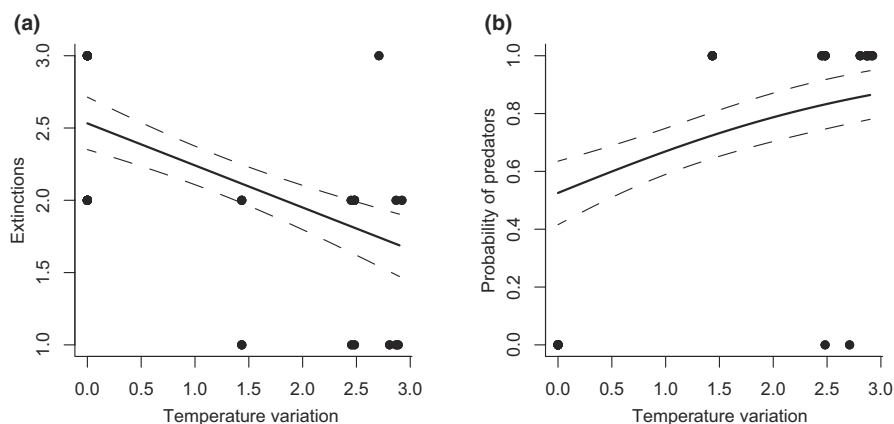 (a)
Extinctions
3.0
2.5
2.0
1.5
1.0
0.0 0.5 1.0 1.5 2.0 2.5 3.0
Temperature variation
(b)
Probability of predators
1.0
0.8
0.6
0.4
0.2
0.0
0.0 0.5 1.0 1.5 2.0 2.5 3.0
Temperature variation